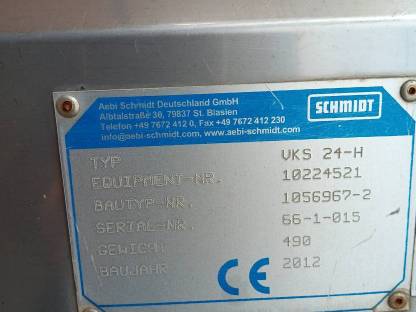 Aebi Schmidt Deutschland GmbH
Albtalstraße 30, 79837 St. Blasien
Telefon +49 7672 412 0, Fax +49 7672 412 230
info@aebi-schmidt.com, www.aebi-schmidt.com
SCHMIDT
TYP VKS 24-H
EQUIPMENT-NR. 10224521
BAUTYP-NR. 1056967-2
SERIAL-NR. 66-1-015
GEWICHT 490
BAUJAHR 2012
CE